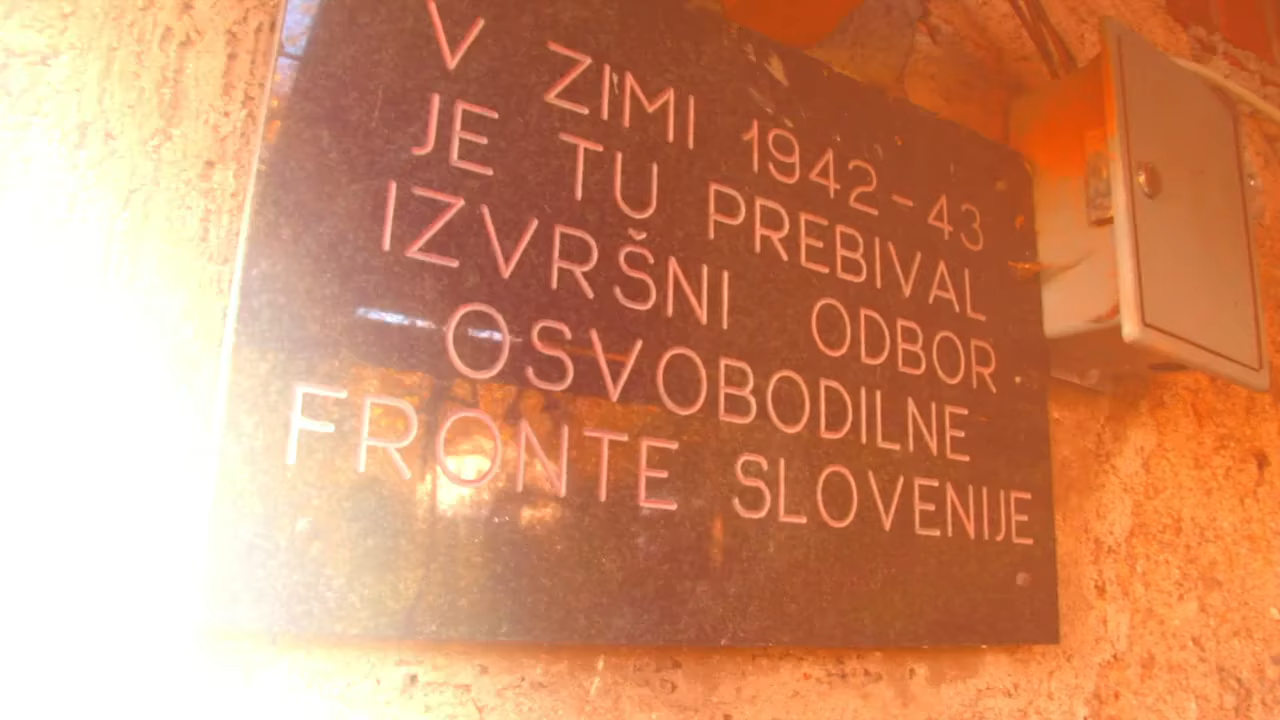 V ZIMI 1942-43
JE TU PREBIVAL
IZVRŠNI ODBOR
OSVOBODILNE
FRONTE SLOVENIJE